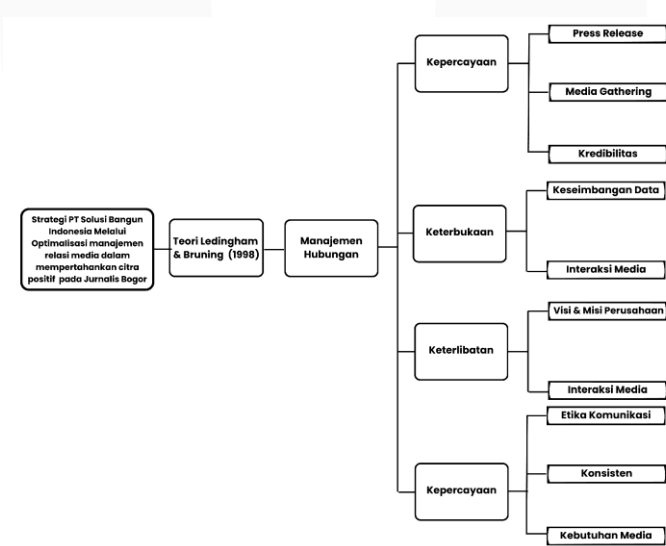 Strategi PT Solusi Bangun
Indonesia Melalui
Optimalisasi manajemen
relasi media dalam
mempertahankan citra
positif pada Jurnalis Bogor
Teori Ledingham
& Bruning (1998)
Manajemen
Hubungan
Kepercayaan
Press Release
Media Gathering
Kredibilitas
Keterbukaan
Keseimbangan Data
Interaksi Media
Keterlibatan
Visi & Misi Perusahaan
Interaksi Media
Kepercayaan
Etika Komunikasi
Konsisten
Kebutuhan Media